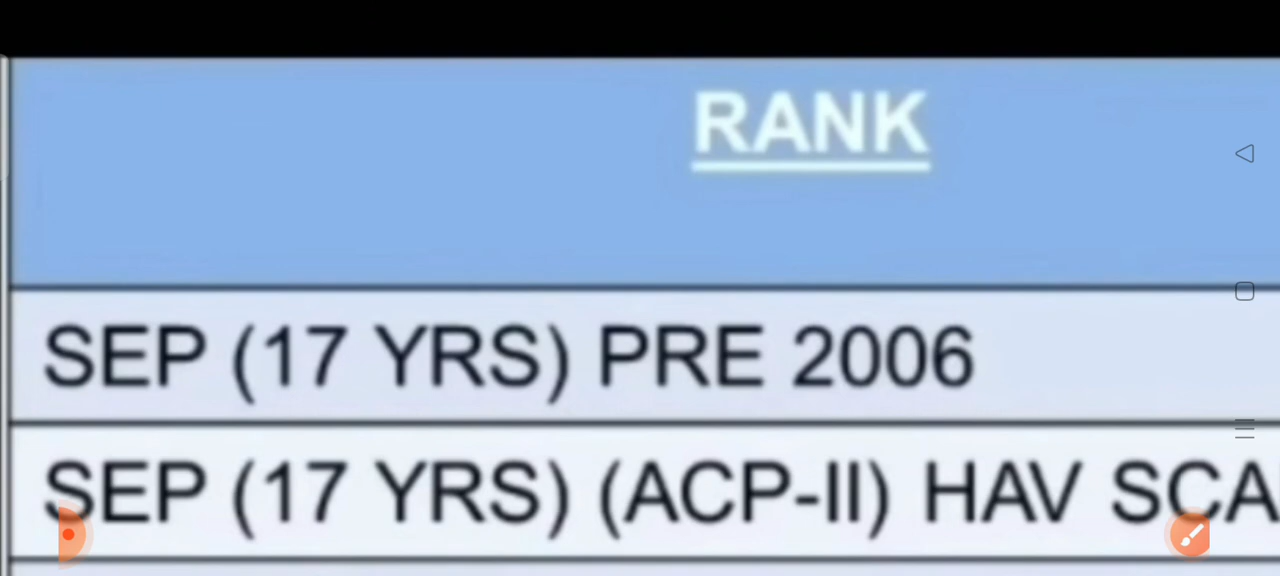 RANK
SEP (17 YRS) PRE 2006
SEP (17 YRS) (ACP-II) HAV